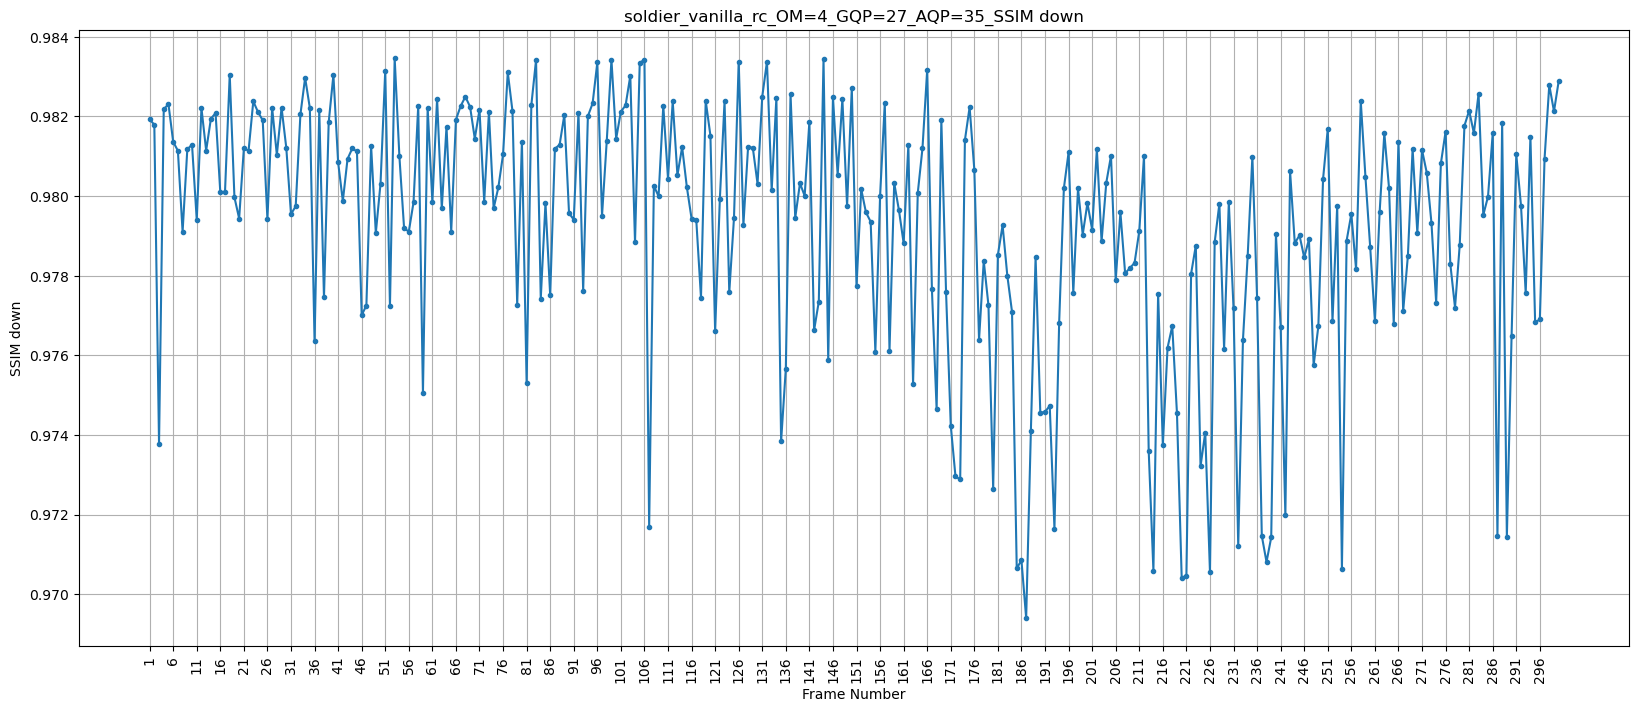 soldier_vanilla_rc_OM=4_GQP=27_AQP=35_SSIM down
SSIM down
0.984
0.982
0.980
0.978
0.976
0.974
0.972
0.970
1 6 11 16 21 26 31 36 41 46 51 56 61 66 71 76 81 86 91 96 101 106 111 116 121 126 131 136 141 146 151 156 161 166 171 176 181 186 191 196 201 206 211 216 221 226 231 236 241 246 251 256 261 266 271 276 281 286 291 296
Frame Number